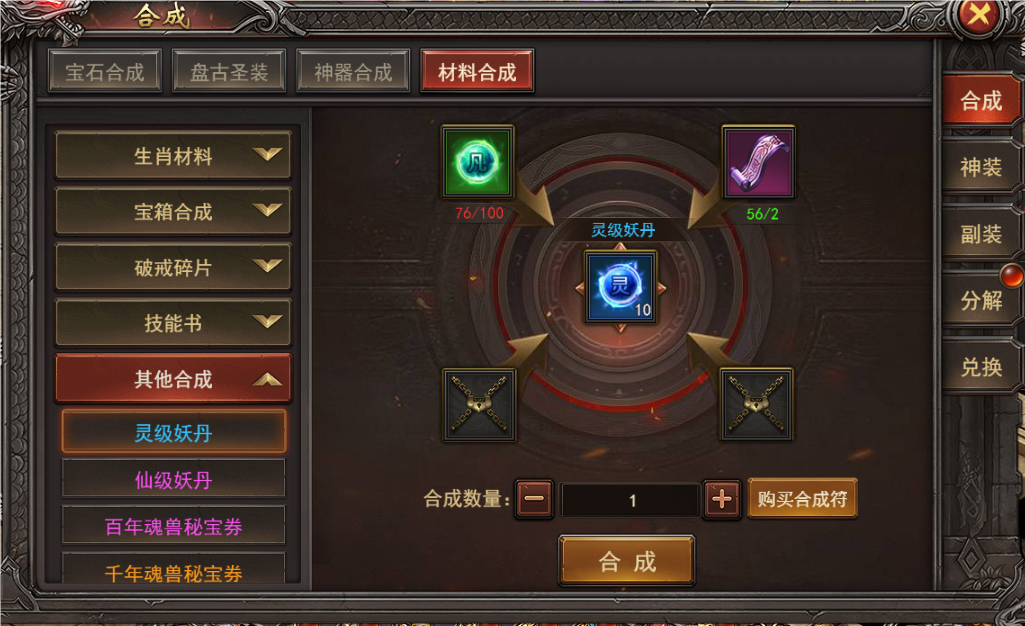 合成
宝石合成 盘古圣装 神器合成 材料合成
合成
神装
副装
分解
兑换
生肖材料
宝箱合成
破戒碎片
技能书
其他合成
灵级妖丹
仙级妖丹
百年魂兽秘宝券
千年魂兽秘宝券
凡
76/100
56/2
灵级妖丹
灵
10
合成数量: 1 购买合成符
合成